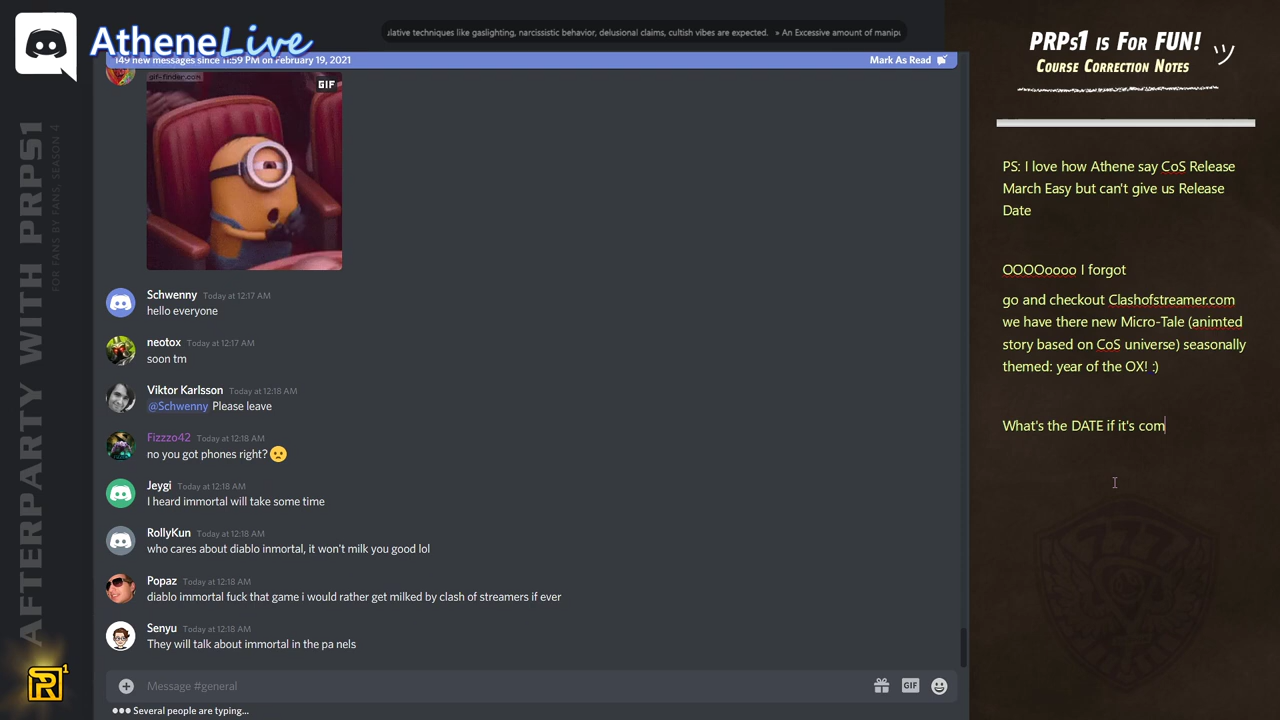 AtheneLive
ulative techniques like gaslighting, narcissistic behavior, delusional claims, cultish vibes are expected. » An Excessive amount of manipu
149 new messages since 11:59 PM on February 19, 2021
Mark As Read
gif-finder.com
GIF
Schwenny Today at 12:17 AM
hello everyone
neotox Today at 12:17 AM
soon tm
Viktor Karlsson Today at 12:18 AM
@Schwenny Please leave
Fizzzo42 Today at 12:18 AM
no you got phones right?
Jeygi Today at 12:18 AM
I heard immortal will take some time
RollyKun Today at 12:18 AM
who cares about diablo inmortal, it won't milk you good lol
Popaz Today at 12:18 AM
diablo immortal fuck that game i would rather get milked by clash of streamers if ever
Senyu Today at 12:18 AM
They will talk about immortal in the pa nels
Message #general
GIF
Several people are typing...
AFTERPARTY WITH PRPS1
FOR FANS BY FANS, SEASON 4
R1
PRPs1 is For FUN! ツ
Course Correction Notes
PS: I love how Athene say CoS Release
March Easy but can't give us Release
Date
OOOOoooo I forgot
go and checkout Clashofstreamer.com
we have there new Micro-Tale (animted
story based on CoS universe) seasonally
themed: year of the OX! :)
What's the DATE if it's com